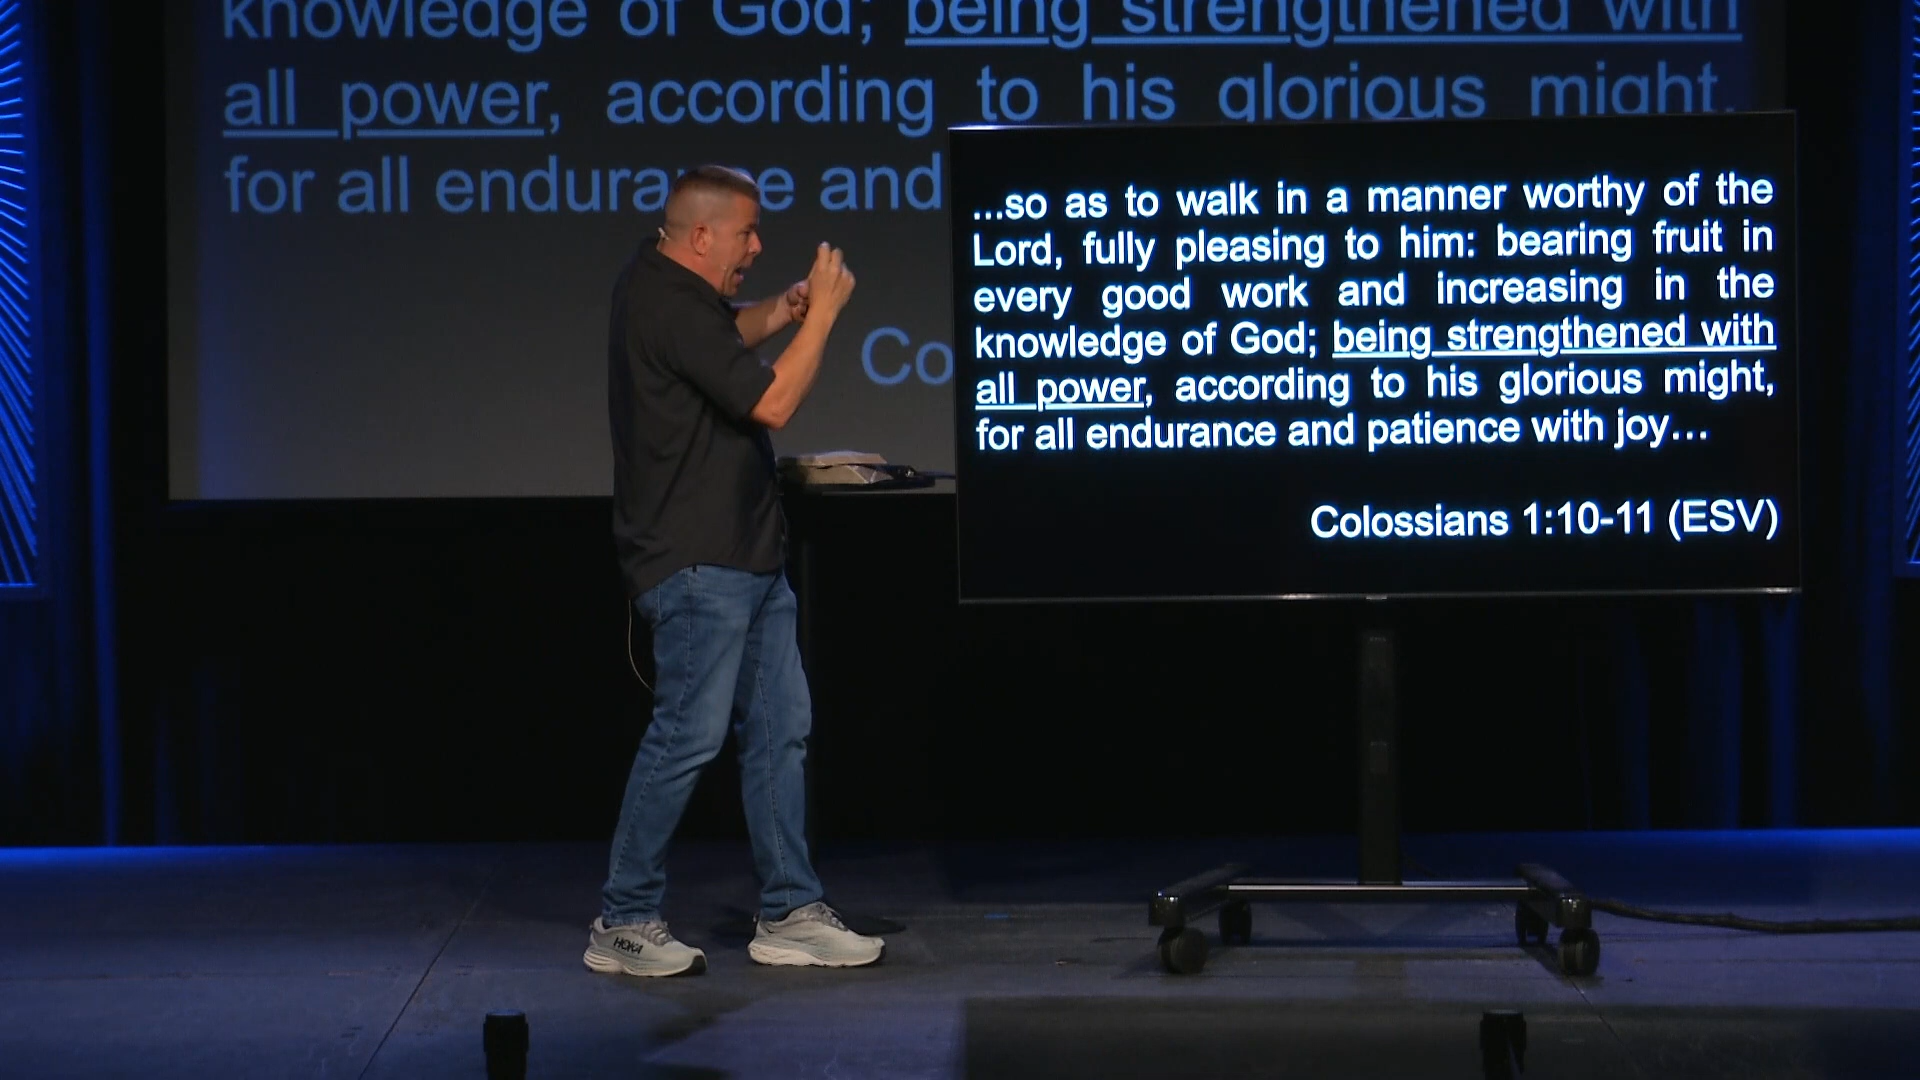 knowledge of God; being strengthened with
all power, according to his glorious might,
for all endurance and
Co
...so as to walk in a manner worthy of the
Lord, fully pleasing to him: bearing fruit in
every good work and increasing in the
knowledge of God; being strengthened with
all power, according to his glorious might,
for all endurance and patience with joy...
Colossians 1:10-11 (ESV)
HOKA